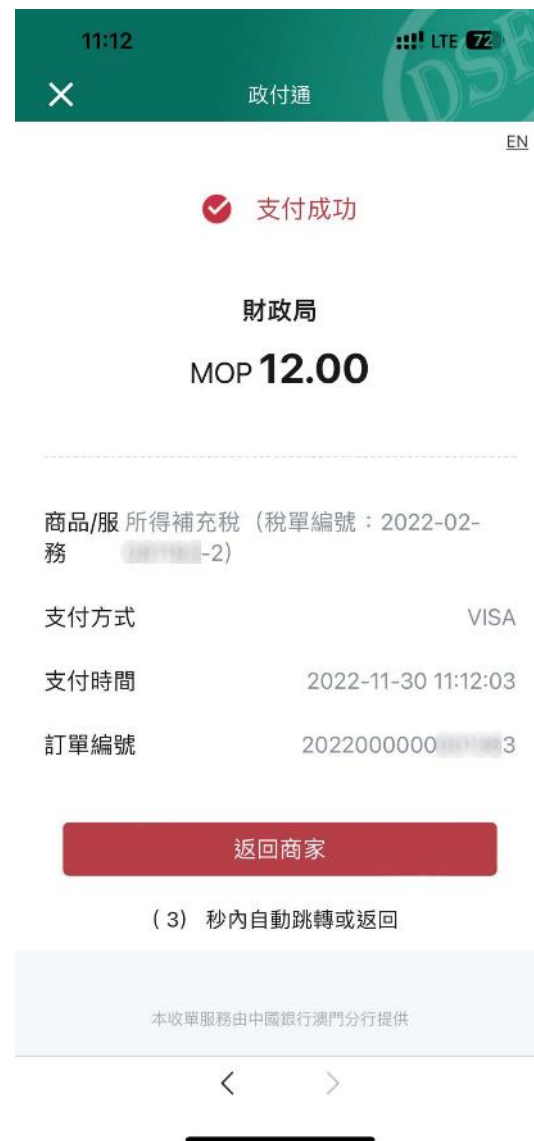 11:12
LTE 72
政付通
DSF
EN
支付成功
財政局
MOP 12.00
商品/服務
所得補充稅（稅單編號：2022-02-
-2）
支付方式
VISA
支付時間
2022-11-30 11:12:03
訂單編號
2022000000 3
返回商家
( 3) 秒內自動跳轉或返回
本收單服務由中國銀行澳門分行提供